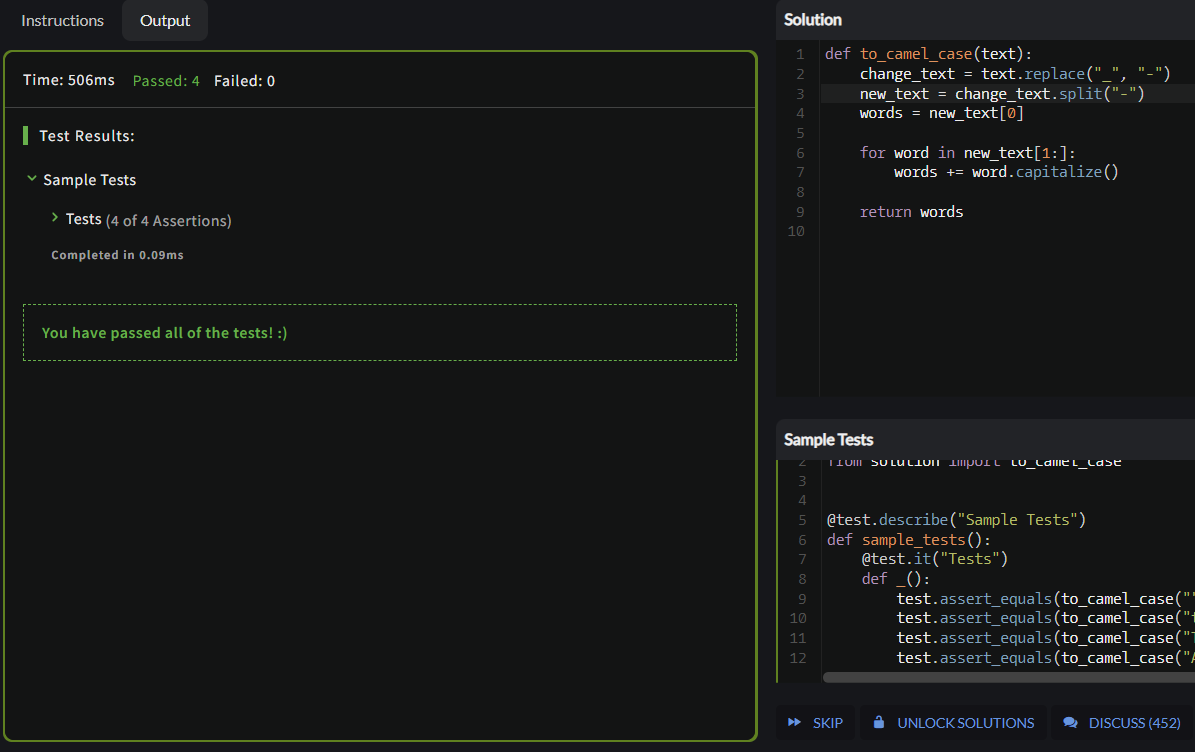 Instructions
Output
Time: 506ms Passed: 4 Failed: 0
Test Results:
Sample Tests
Tests (4 of 4 Assertions)
Completed in 0.09ms
You have passed all of the tests! :)
Solution
1 def to_camel_case(text):
2     change_text = text.replace("_", "-")
3     new_text = change_text.split("-")
4     words = new_text[0]
5
6     for word in new_text[1:]:
7         words += word.capitalize()
8
9     return words
10
Sample Tests
2 from solution import to_camel_case
3
4
5 @test.describe("Sample Tests")
6 def sample_tests():
7     @test.it("Tests")
8     def _():
9         test.assert_equals(to_camel_case(""
10         test.assert_equals(to_camel_case("t
11         test.assert_equals(to_camel_case("T
12         test.assert_equals(to_camel_case("A
SKIP
UNLOCK SOLUTIONS
DISCUSS (452)